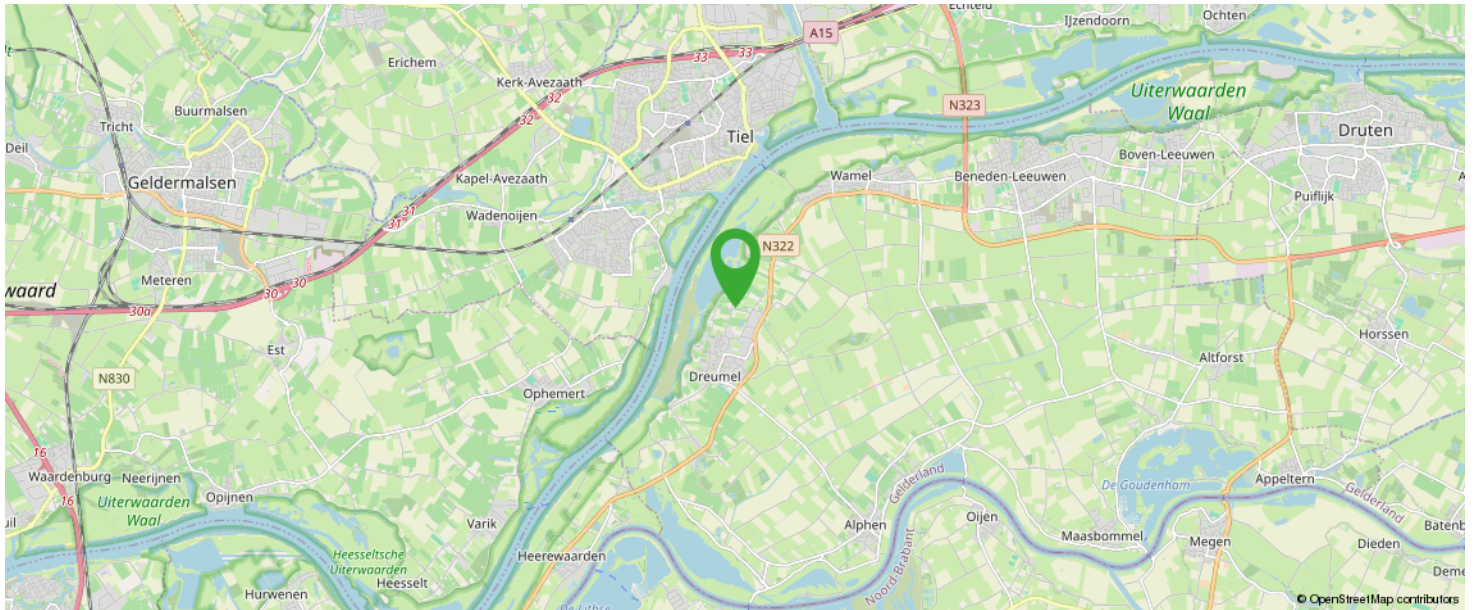 Echteld
IJzendoorn
Ochten
A15
33
33
Erichem
Kerk-Avezaath
32
32
Uiterwaarden
Waal
N323
Buurmalsen
Tricht
Deil
Tiel
Druten
Boven-Leeuwen
Geldermalsen
Kapel-Avezaath
Wamel
Beneden-Leeuwen
Puiflijk
31
31
Wadenoijen
N322
Meteren
waard
30
30
30a
Est
Horssen
Altforst
N830
Dreumel
Ophemert
16
Waardenburg
Neerijnen
16
Opijnen
Uiterwaarden
Waal
Gelderland
De Goudenham
Appeltern
Gelderland
uil
Varik
Alphen
Oijen
Maasbommel
Megen
Batenb
Dieden
Heerewaarden
Heesseltsche
Uiterwaarden
Heesselt
Noord-Brabant
Deme
Hurwenen
De Lithse
© OpenStreetMap contributors